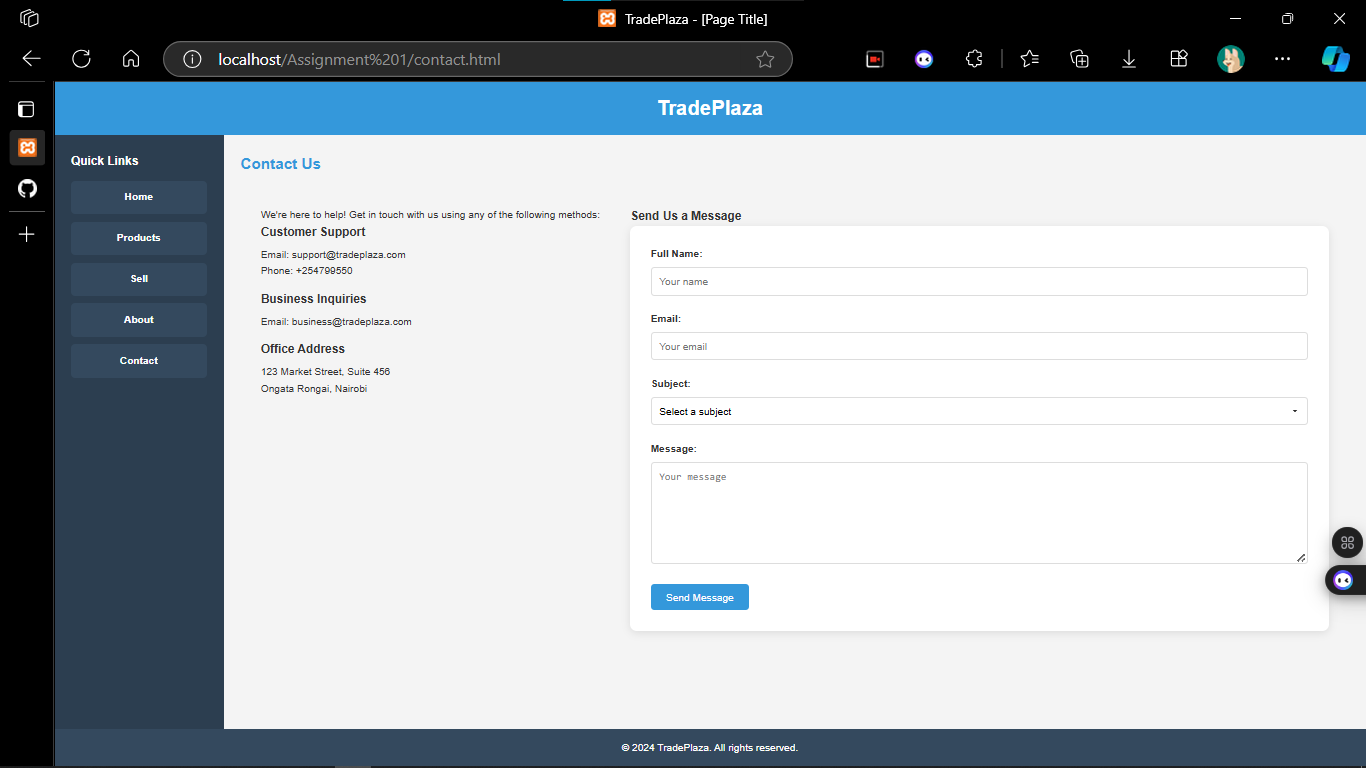 TradePlaza - [Page Title]
localhost/Assignment%201/contact.html
TradePlaza
Quick Links
Home
Products
Sell
About
Contact
Contact Us
We're here to help! Get in touch with us using any of the following methods:
Customer Support
Email: support@tradeplaza.com
Phone: +254799550
Business Inquiries
Email: business@tradeplaza.com
Office Address
123 Market Street, Suite 456
Ongata Rongai, Nairobi
Send Us a Message
Full Name:
Your name
Email:
Your email
Subject:
Select a subject
Message:
Your message
Send Message
© 2024 TradePlaza. All rights reserved.